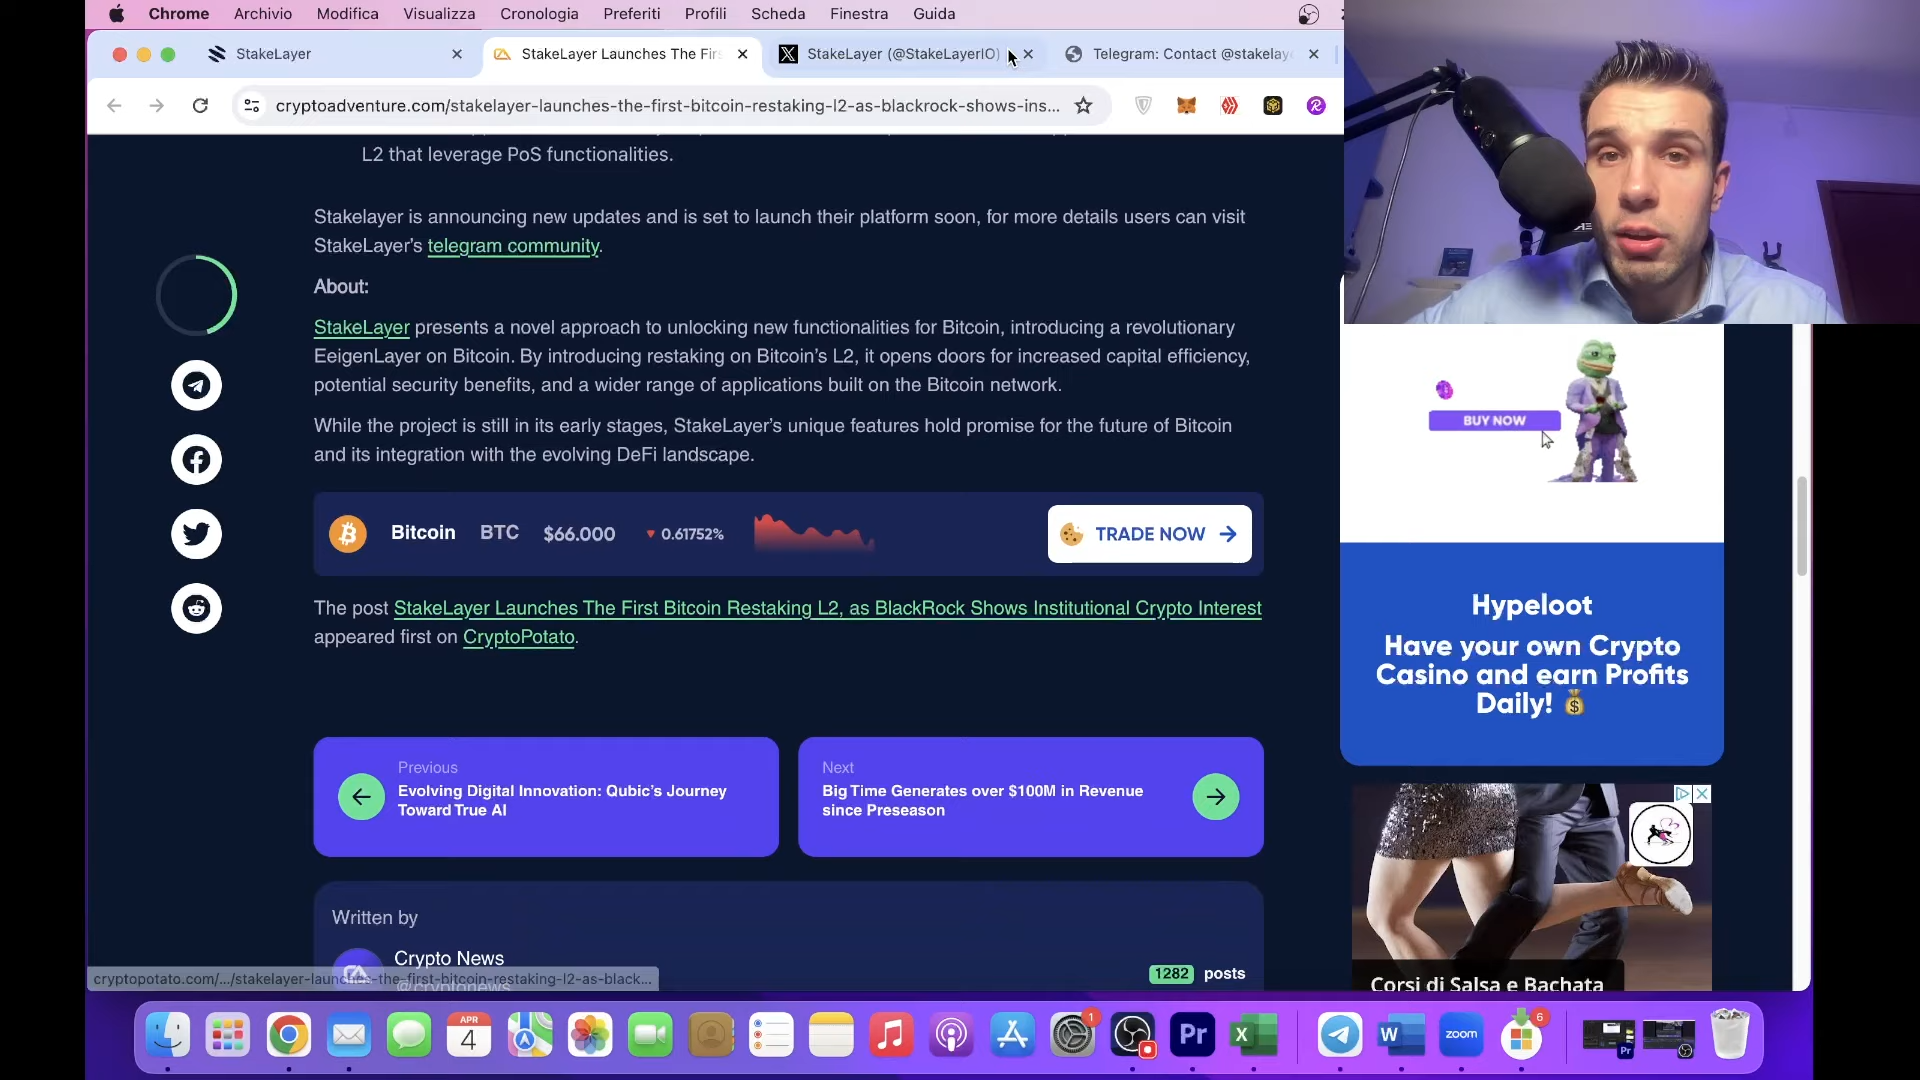 Chrome Archivio Modifica Visualizza Cronologia Preferiti Profili Scheda Finestra Guida
StakeLayer
StakeLayer Launches The Fir
StakeLayer (@StakeLayerIO)
Telegram: Contact @stakelaye
cryptoadventure.com/stakelayer-launches-the-first-bitcoin-restaking-l2-as-blackrock-shows-ins...
L2 that leverage PoS functionalities.
Stakelayer is announcing new updates and is set to launch their platform soon, for more details users can visit
StakeLayer's telegram community.
About:
StakeLayer presents a novel approach to unlocking new functionalities for Bitcoin, introducing a revolutionary
EeigenLayer on Bitcoin. By introducing restaking on Bitcoin's L2, it opens doors for increased capital efficiency,
potential security benefits, and a wider range of applications built on the Bitcoin network.
While the project is still in its early stages, StakeLayer's unique features hold promise for the future of Bitcoin
and its integration with the evolving DeFi landscape.
Bitcoin BTC $66.000 ▼ 0.61752% TRADE NOW →
The post StakeLayer Launches The First Bitcoin Restaking L2, as BlackRock Shows Institutional Crypto Interest
appeared first on CryptoPotato.
Previous
Evolving Digital Innovation: Qubic's Journey
Toward True AI
Next
Big Time Generates over $100M in Revenue
since Preseason
Written by
Crypto News
@cryptonews
1282 posts
cryptopotato.com/.../stakelayer-launches-the-first-bitcoin-restaking-l2-as-black...
BUY NOW
Hypeloot
Have your own Crypto
Casino and earn Profits
Daily! 💰
Corsi di Salsa e Bachata
APR
4
1
Pr
X
W
zoom
6
Pr